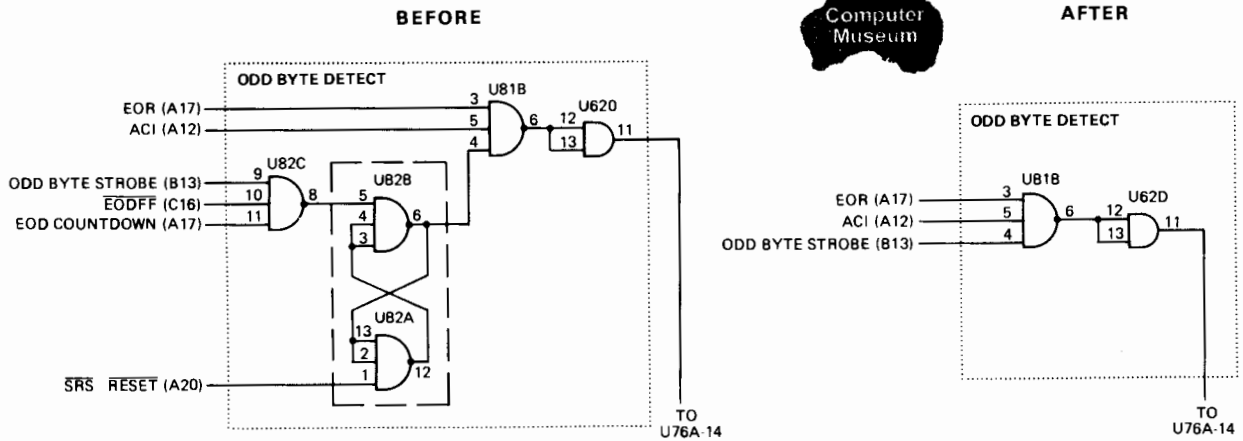 BEFORE
Computer
Museum
AFTER
ODD BYTE DETECT
U81B
U620
EOR (A17)
3
ACI (A12)
5
4
6
12
13
11
U82C
ODD BYTE STROBE (B13)
9
EODFF (C16)
10
EOD COUNTDOWN (A17)
11
8
U82B
5
4
3
6
U82A
13
2
1
12
SRS RESET (A20)
TO
U76A-14
ODD BYTE DETECT
U81B
U62D
EOR (A17)
3
ACI (A12)
5
ODD BYTE STROBE (B13)
4
6
12
13
11
TO
U76A-14